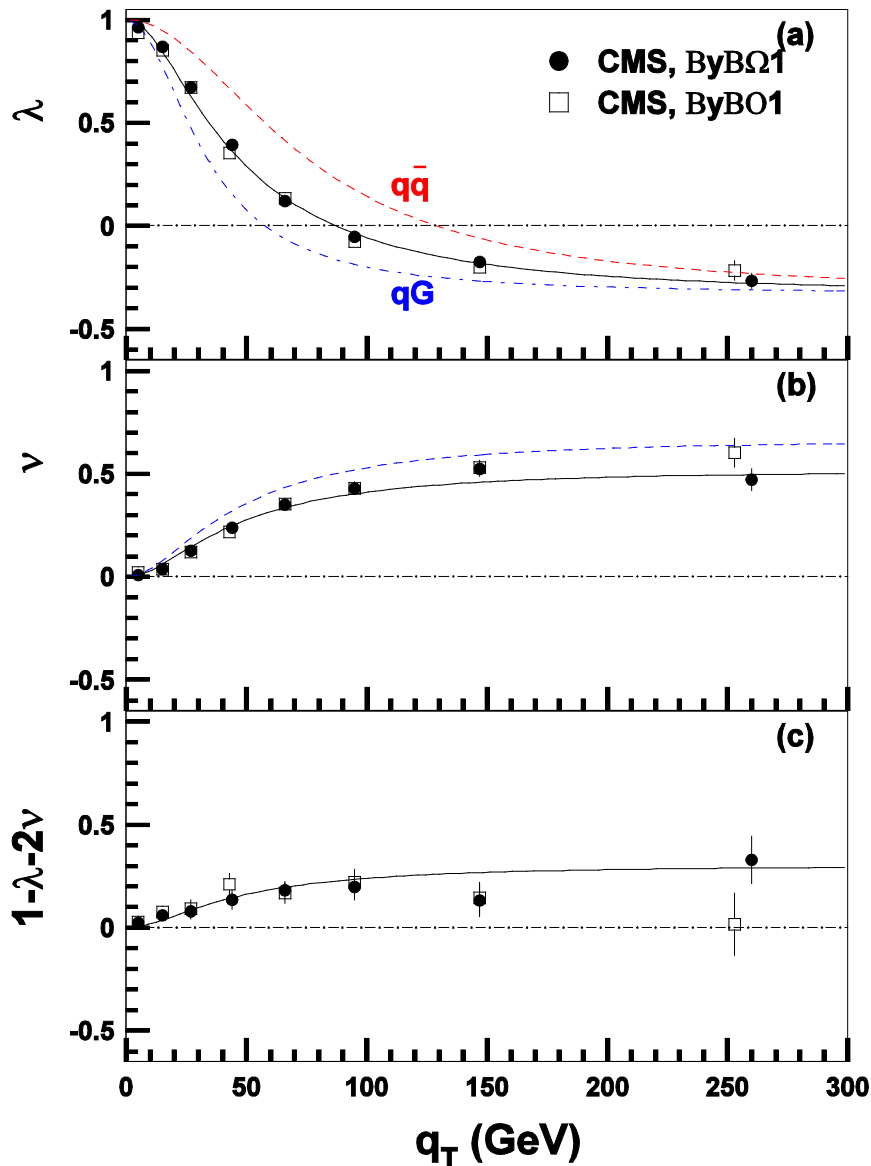 (a)
CMS, ByBΩ1
CMS, ByBO1
λ
1
0.5
0
-0.5
qq̄
qG
(b)
ν
1
0.5
0
-0.5
(c)
1-λ-2ν
1
0.5
0
-0.5
0 50 100 150 200 250 300
q_T (GeV)